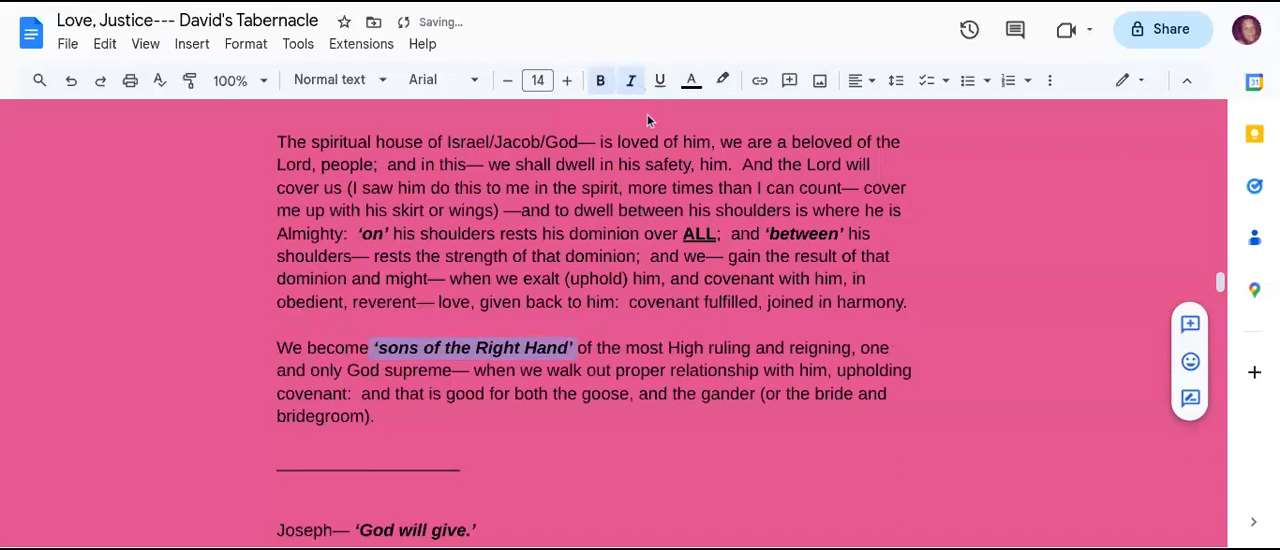 Love, Justice--- David's Tabernacle
Saving...
Share
File Edit View Insert Format Tools Extensions Help
100% Normal text Arial 14 B I U A
The spiritual house of Israel/Jacob/God— is loved of him, we are a beloved of the
Lord, people;  and in this— we shall dwell in his safety, him.  And the Lord will
cover us (I saw him do this to me in the spirit, more times than I can count— cover
me up with his skirt or wings) —and to dwell between his shoulders is where he is
Almighty:  ‘on’ his shoulders rests his dominion over ALL;  and ‘between’ his
shoulders— rests the strength of that dominion;  and we— gain the result of that
dominion and might— when we exalt (uphold) him, and covenant with him, in
obedient, reverent— love, given back to him:  covenant fulfilled, joined in harmony.
We become ‘sons of the Right Hand’ of the most High ruling and reigning, one
and only God supreme— when we walk out proper relationship with him, upholding
covenant:  and that is good for both the goose, and the gander (or the bride and
bridegroom).
Joseph— ‘God will give.’